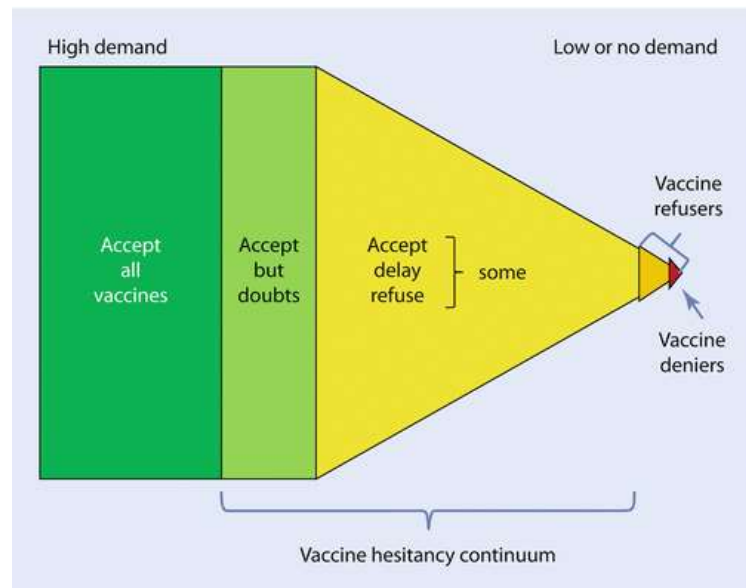 High demand
Low or no demand
Vaccine
refusers
Accept
all
vaccines
Accept
but
doubts
Accept
delay
refuse
some
Vaccine
deniers
Vaccine hesitancy continuum